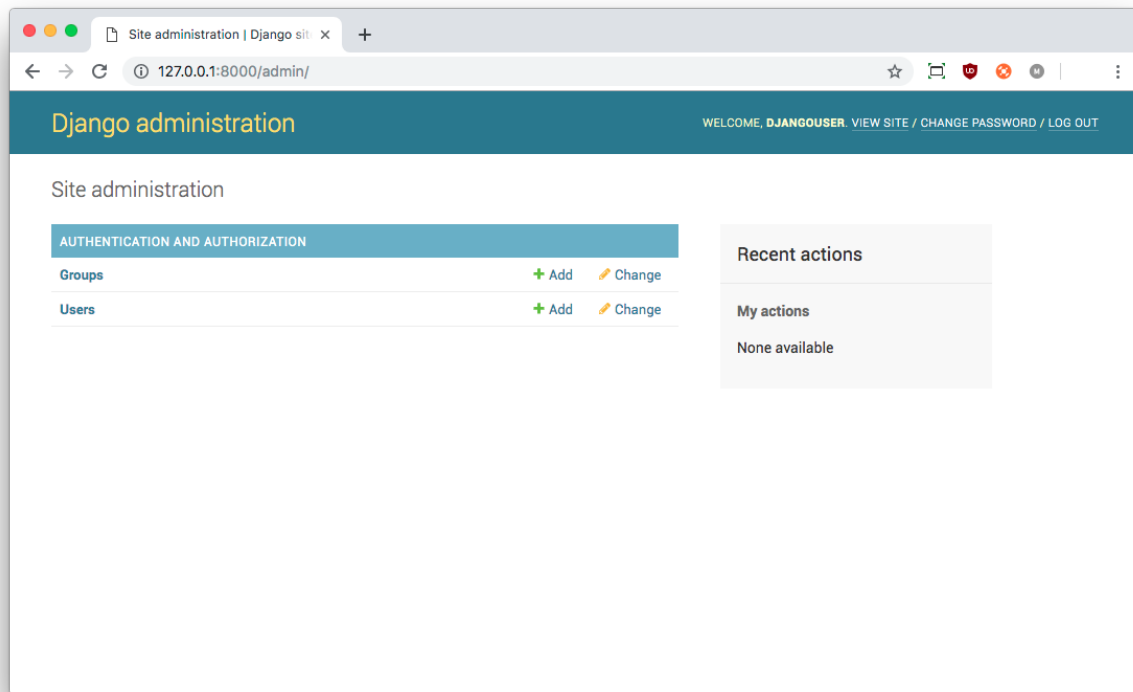 Site administration | Django sit
127.0.0.1:8000/admin/
Django administration
WELCOME, DJANGOUSER. VIEW SITE / CHANGE PASSWORD / LOG OUT
Site administration
AUTHENTICATION AND AUTHORIZATION
Groups Add Change
Users Add Change
Recent actions
My actions
None available